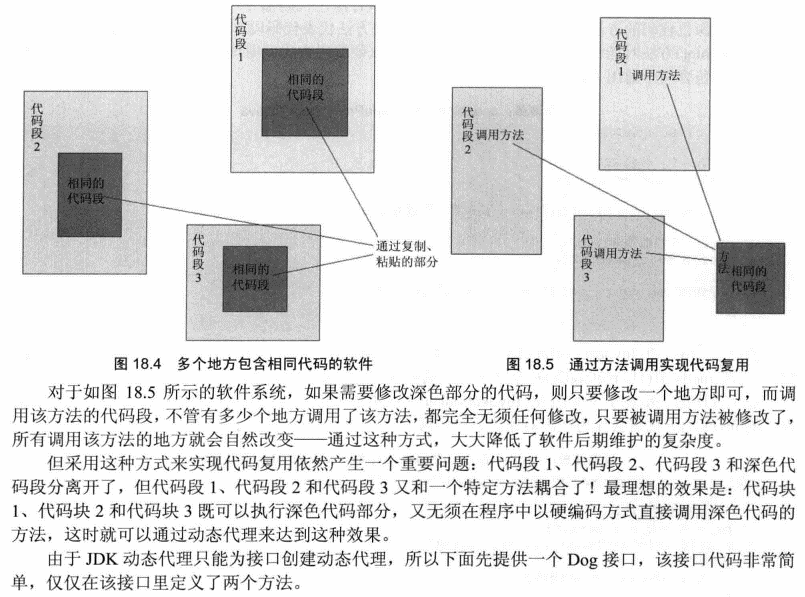 代码段1
相同的
代码段
代码段2
相同的
代码段
代码段3
相同的
代码段
通过复制、
粘贴的部分
图 18.4 多个地方包含相同代码的软件
代码段1
调用方法
代码段2
调用方法
代码段3
调用方法
方法
相同的
代码段
图 18.5 通过方法调用实现代码复用
对于如图 18.5 所示的软件系统，如果需要修改深色部分的代码，则只要修改一个地方即可，而调
用该方法的代码段，不管有多少个地方调用了该方法，都完全无须任何修改，只要被调用方法被修改了，
所有调用该方法的地方就会自然改变——通过这种方式，大大降低了软件后期维护的复杂度。
但采用这种方式来实现代码复用依然产生一个重要问题：代码段 1、代码段 2、代码段 3 和深色代
码段分离开了，但代码段 1、代码段 2 和代码段 3 又和一个特定方法耦合了！最理想的效果是：代码块
1、代码块 2 和代码块 3 既可以执行深色代码部分，又无须在程序中以硬编码方式直接调用深色代码的
方法，这时就可以通过动态代理来达到这种效果。
由于 JDK 动态代理只能为接口创建动态代理，所以下面先提供一个 Dog 接口，该接口代码非常简
单，仅仅在该接口里定义了两个方法。